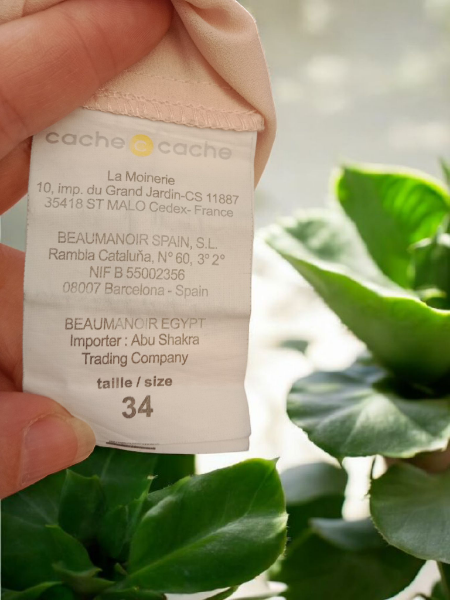 cache cache
La Moinerie
10, imp. du Grand Jardin-CS 11887
35418 ST MALO Cedex- France
BEAUMANOIR SPAIN, S.L.
Rambla Cataluña, N° 60, 3° 2°
NIF B 55002356
08007 Barcelona - Spain
BEAUMANOIR EGYPT
Importer : Abu Shakra
Trading Company
taille / size
34